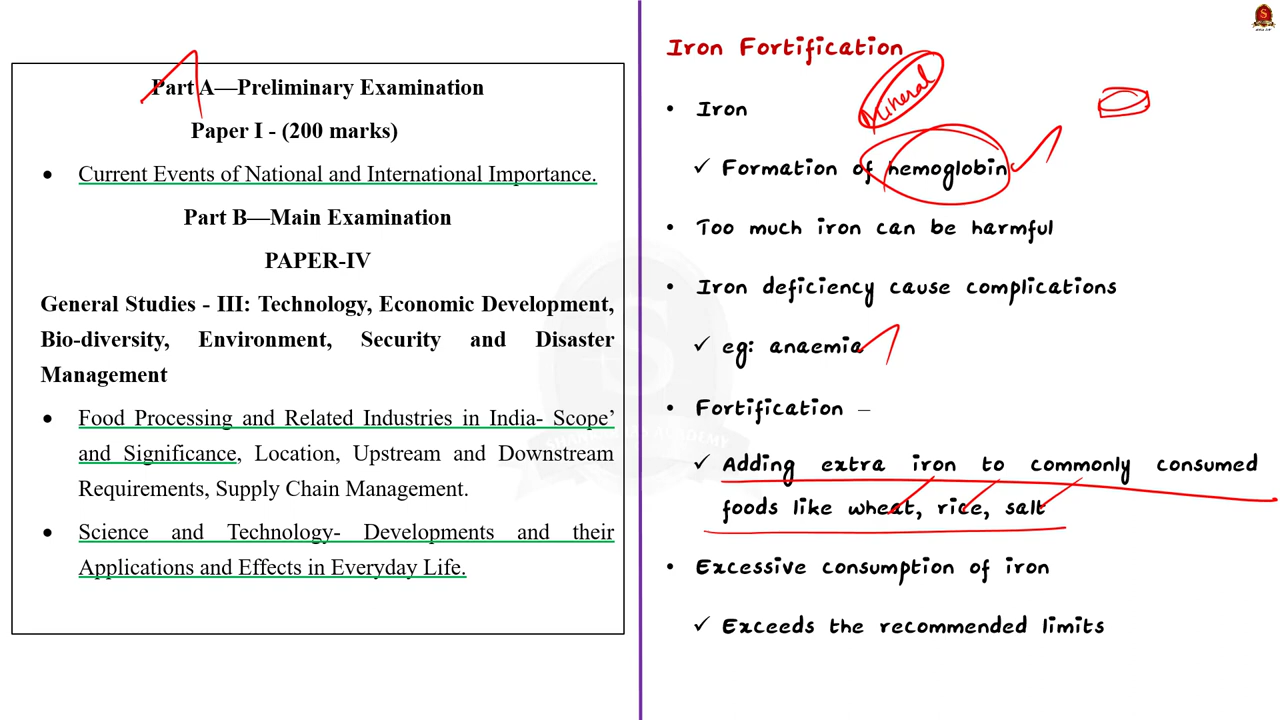 Part A—Preliminary Examination
Paper I - (200 marks)
• Current Events of National and International Importance.
Part B—Main Examination
PAPER-IV
General Studies - III: Technology, Economic Development,
Bio-diversity, Environment, Security and Disaster
Management
• Food Processing and Related Industries in India- Scope’
and Significance, Location, Upstream and Downstream
Requirements, Supply Chain Management.
• Science and Technology- Developments and their
Applications and Effects in Everyday Life.
Iron Fortification
Mineral
• Iron
✓ Formation of hemoglobin
• Too much iron can be harmful
• Iron deficiency cause complications
✓ eg: anaemia
• Fortification –
✓ Adding extra iron to commonly consumed
foods like wheat, rice, salt
• Excessive consumption of iron
✓ Exceeds the recommended limits